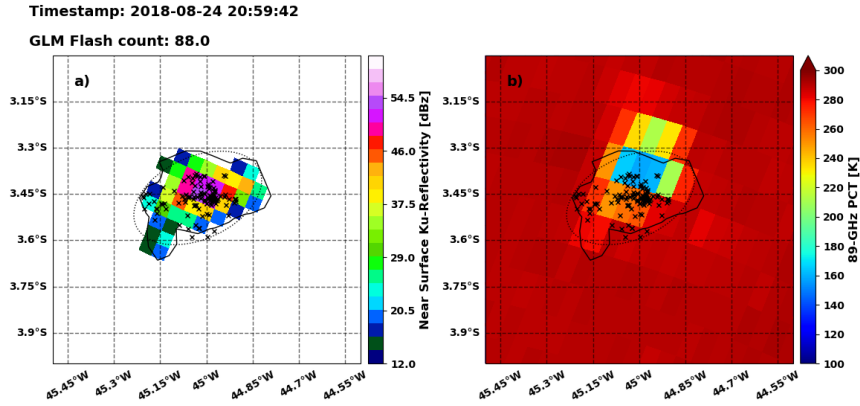 Timestamp: 2018-08-24 20:59:42
GLM Flash count: 88.0
a)
3.15°S
3.3°S
3.45°S
3.6°S
3.75°S
3.9°S
45.45°W
45.3°W
45.15°W
45°W
44.85°W
44.7°W
44.55°W
54.5
46.0
37.5
29.0
20.5
12.0
Near Surface Ku-Reflectivity [dBz]
b)
3.15°S
3.3°S
3.45°S
3.6°S
3.75°S
3.9°S
45.45°W
45.3°W
45.15°W
45°W
44.85°W
44.7°W
44.55°W
300
280
260
240
220
200
180
160
140
120
100
89-GHz PCT [K]